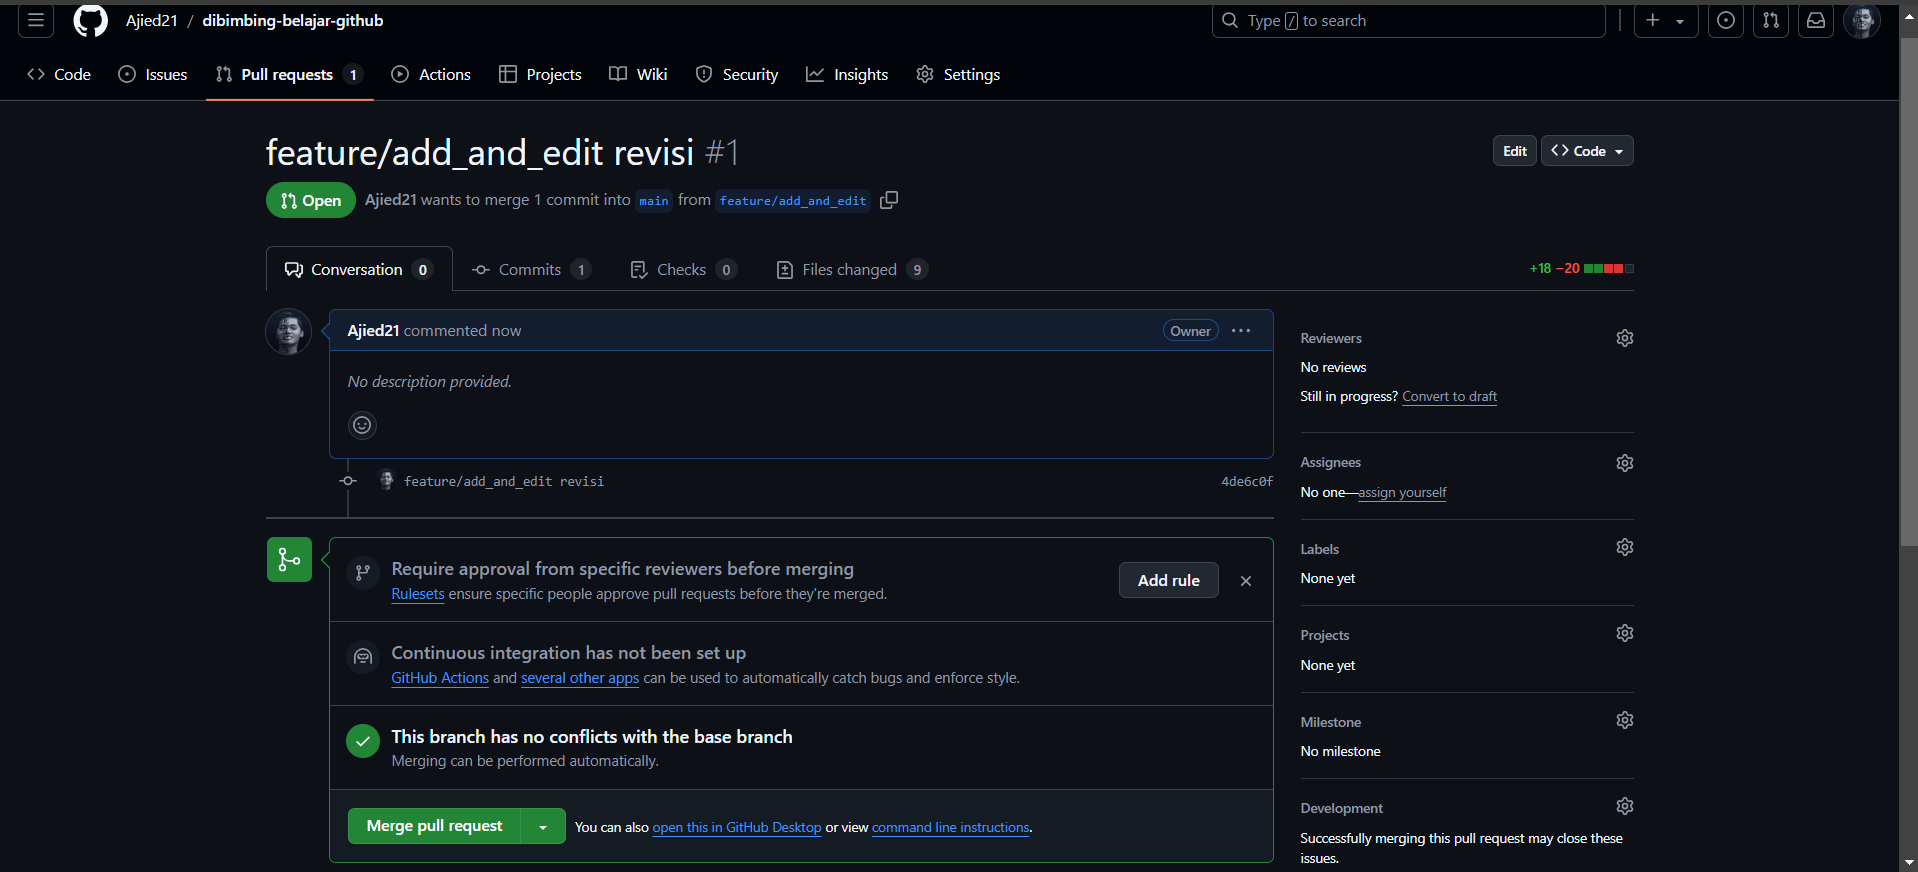 Ajied21 / dibimbing-belajar-github
Type / to search
Code Issues Pull requests 1 Actions Projects Wiki Security Insights Settings
feature/add_and_edit revisi #1
Edit Code
Open Ajied21 wants to merge 1 commit into main from feature/add_and_edit
Conversation 0 Commits 1 Checks 0 Files changed 9
+18 −20
Ajied21 commented now
Owner
No description provided.
feature/add_and_edit revisi 4de6c0f
Require approval from specific reviewers before merging
Rulesets ensure specific people approve pull requests before they're merged.
Add rule
Continuous integration has not been set up
GitHub Actions and several other apps can be used to automatically catch bugs and enforce style.
This branch has no conflicts with the base branch
Merging can be performed automatically.
Merge pull request You can also open this in GitHub Desktop or view command line instructions.
Reviewers
No reviews
Still in progress? Convert to draft
Assignees
No one—assign yourself
Labels
None yet
Projects
None yet
Milestone
No milestone
Development
Successfully merging this pull request may close these
issues.